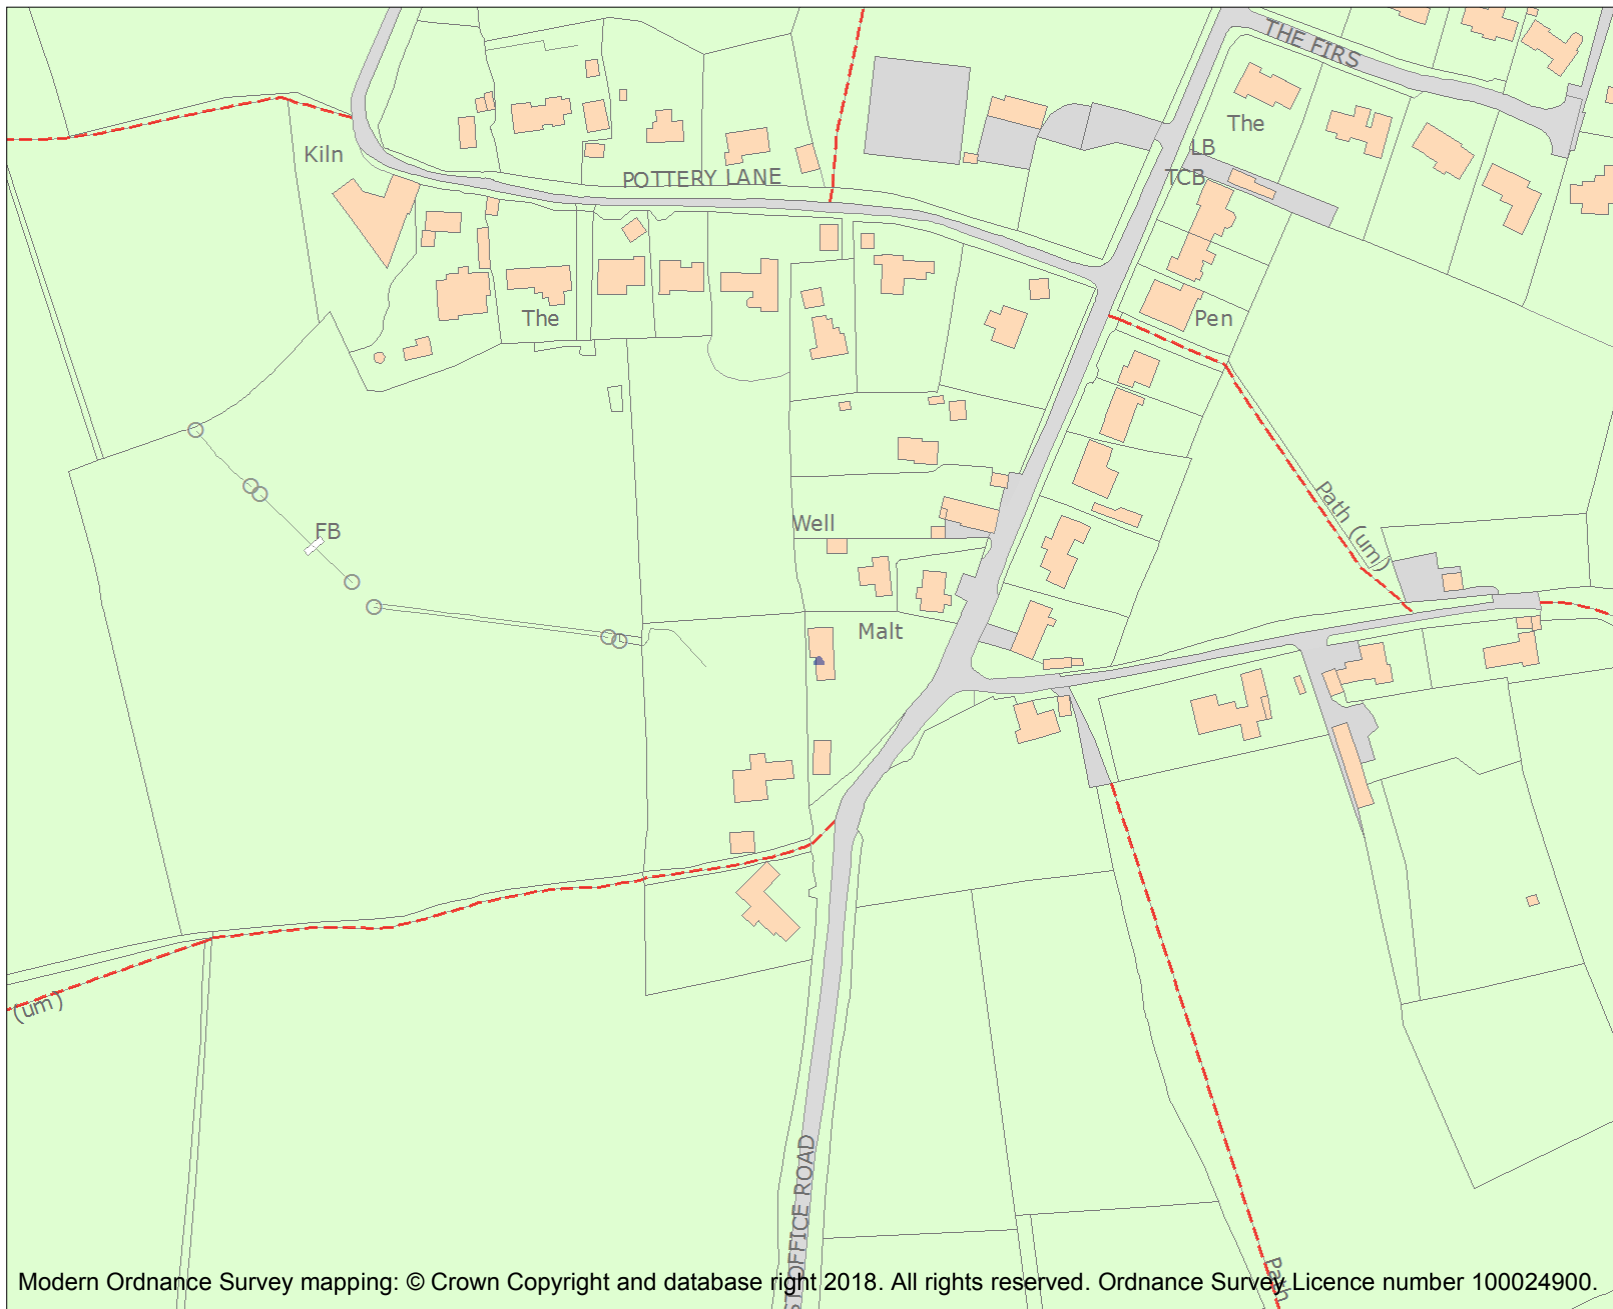 THE FIRS
The
Kiln
LB
POTTERY LANE
TCB
The
Pen
Path (um)
Well
FB
Malt
(um)
ST OFFICE ROAD
Path
Modern Ordnance Survey mapping: © Crown Copyright and database right 2018. All rights reserved. Ordnance Survey Licence number 100024900.